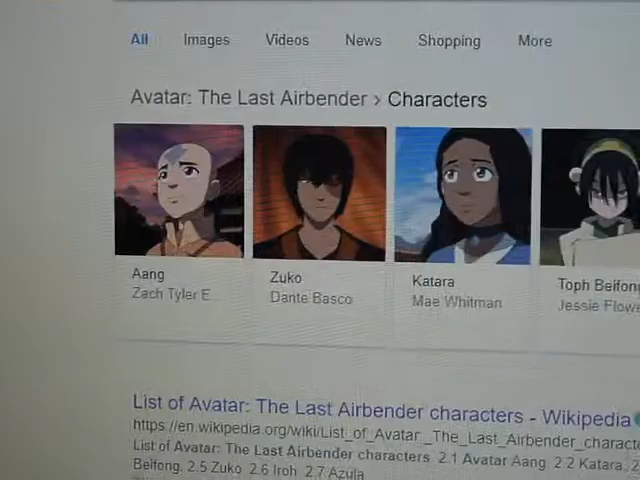 All Images Videos News Shopping More
Avatar: The Last Airbender › Characters
Aang Zuko Katara Toph Beifong
Zach Tyler E Dante Basco Mae Whitman Jessie Flowe
List of Avatar: The Last Airbender characters - Wikipedia
https://en.wikipedia.org/wiki/List_of_Avatar:_The_Last_Airbender_characte
List of Avatar: The Last Airbender characters 2.1 Avatar Aang. 2.2 Katara, 2
Beifong, 2.5 Zuko 2.6 Iroh 2.7 Azula